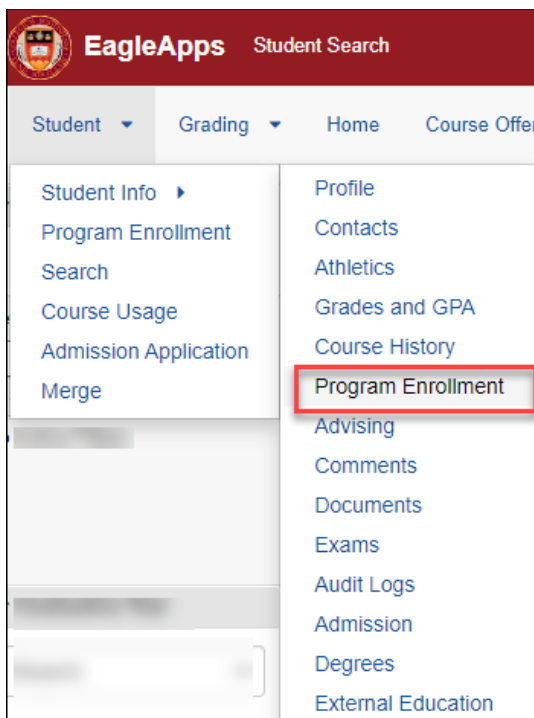 EagleApps Student Search
Student Grading Home Course Offer
Student Info
Program Enrollment
Search
Course Usage
Admission Application
Merge
Profile
Contacts
Athletics
Grades and GPA
Course History
Program Enrollment
Advising
Comments
Documents
Exams
Audit Logs
Admission
Degrees
External Education